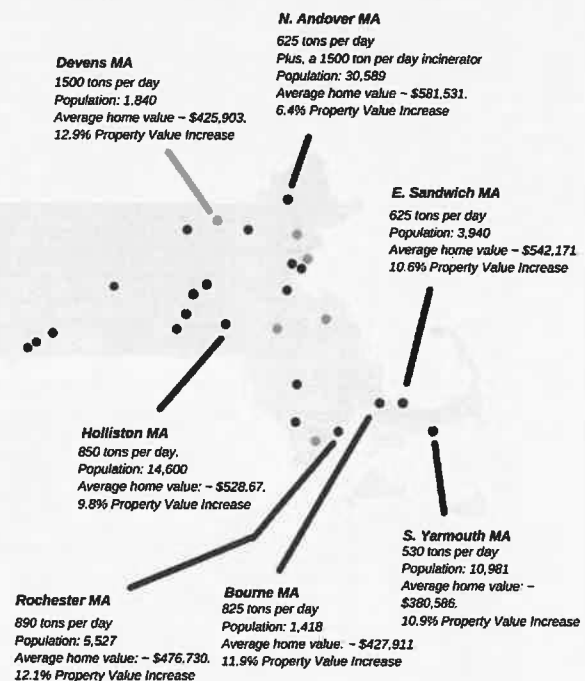 N. Andover MA
625 tons per day
Plus, a 1500 ton per day incinerator
Population: 30,589
Average home value ~ $581,531.
6.4% Property Value Increase
Devens MA
1500 tons per day
Population: 1,840
Average home value ~ $425,903.
12.9% Property Value Increase
E. Sandwich MA
625 tons per day
Population: 3,940
Average home value ~ $542,171
10.6% Property Value Increase
Holliston MA
850 tons per day.
Population: 14,600
Average home value: ~ $528.67.
9.8% Property Value Increase
S. Yarmouth MA
530 tons per day
Population: 10,981
Average home value: ~
$380,586.
10.9% Property Value Increase
Rochester MA
890 tons per day
Population: 5,527
Average home value: ~ $476,730.
12.1% Property Value Increase
Bourne MA
825 tons per day
Population: 1,418
Average home value. ~ $427,911
11.9% Property Value Increase